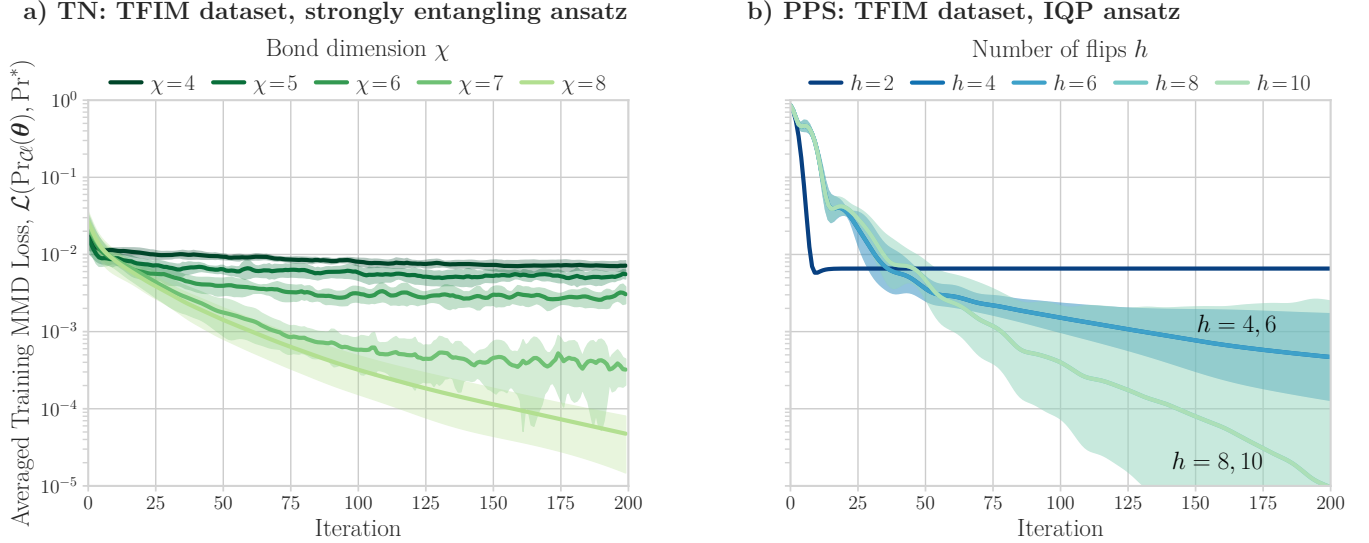 a) TN: TFIM dataset, strongly entangling ansatz
Bond dimension χ
χ=4 χ=5 χ=6 χ=7 χ=8
Averaged Training MMD Loss, 𝓛(Pr_𝒜(𝜽), Pr*)
10⁰
10⁻¹
10⁻²
10⁻³
10⁻⁴
10⁻⁵
0 25 50 75 100 125 150 175 200
Iteration
b) PPS: TFIM dataset, IQP ansatz
Number of flips h
h=2 h=4 h=6 h=8 h=10
h = 4, 6
h = 8, 10
0 25 50 75 100 125 150 175 200
Iteration